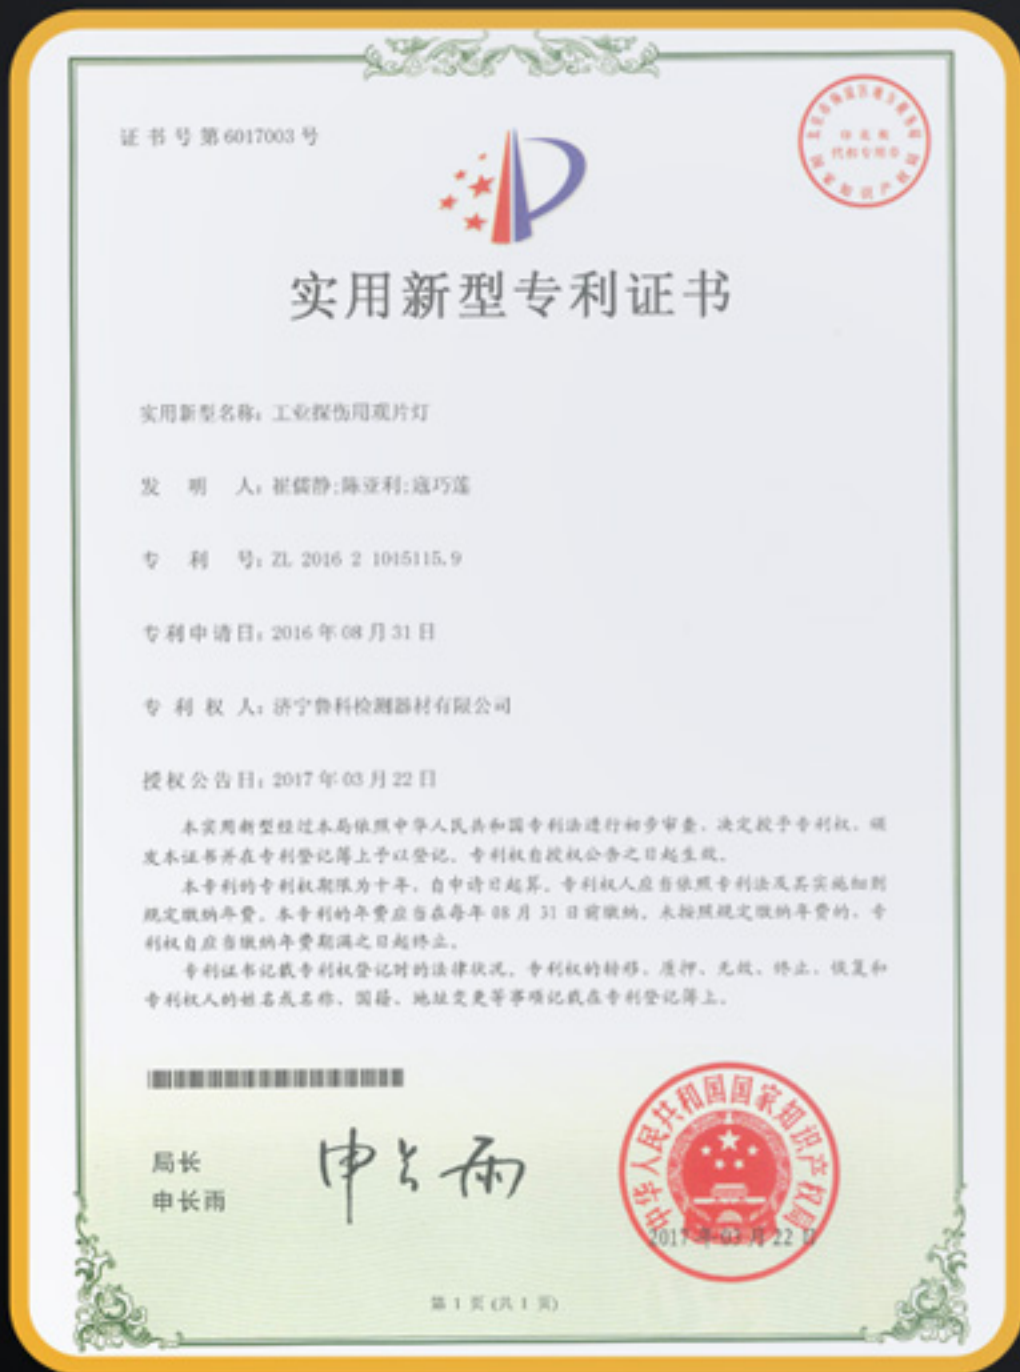 证书号第6017003号
实用新型专利证书
实用新型名称：工业探伤用观片灯
发 明 人：崔儒静;陈亚利;寇巧莲
专 利 号：ZL 2016 2 1015115.9
专利申请日：2016年08月31日
专 利 权 人：济宁鲁科检测器材有限公司
授权公告日：2017年03月22日
本实用新型经过本局依照中华人民共和国专利法进行初步审查，决定授予专利权，颁
发本证书并在专利登记簿上予以登记。专利权自授权公告之日起生效。
本专利的专利权期限为十年，自申请日起算。专利权人应当依照专利法及其实施细则
规定缴纳年费。本专利的年费应当在每年08月31日前缴纳。未按照规定缴纳年费的，专
利权自应当缴纳年费期满之日起终止。
专利证书记载专利权登记时的法律状况。专利权的转移、质押、无效、终止、恢复和
专利权人的姓名或名称、国籍、地址变更等事项记载在专利登记簿上。
局长
申长雨
申长雨
中华人民共和国国家知识产权局
2017年03月22日
第1页(共1页)